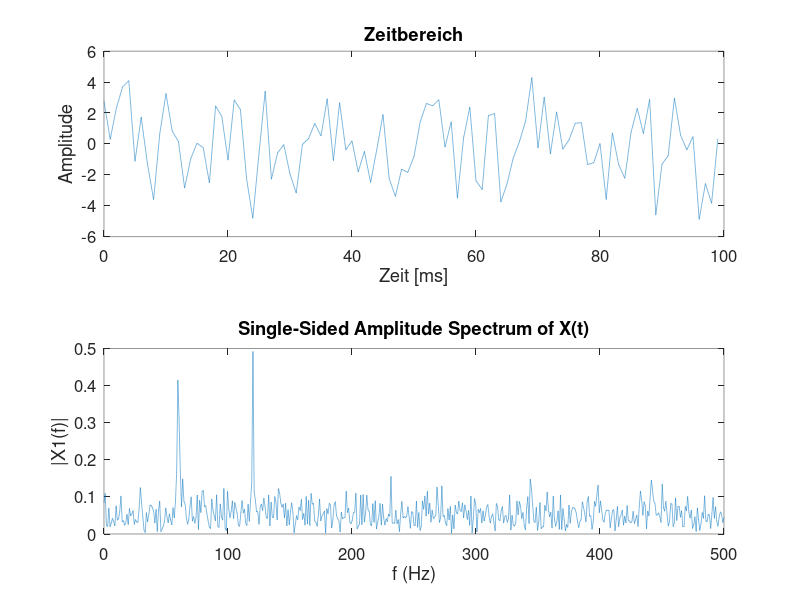 Zeitbereich
6
4
2
0
-2
-4
-6
Amplitude
0 20 40 60 80 100
Zeit [ms]
Single-Sided Amplitude Spectrum of X(t)
0.5
0.4
0.3
0.2
0.1
0
|X1(f)|
0 100 200 300 400 500
f (Hz)